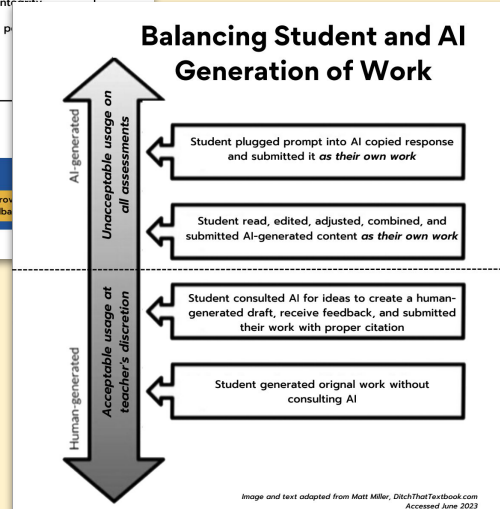 Balancing Student and AI
Generation of Work
AI-generated
Unacceptable usage on
all assessments
Student plugged prompt into AI copied response
and submitted it as their own work
Student read, edited, adjusted, combined, and
submitted AI-generated content as their own work
Human-generated
Acceptable usage at
teacher's discretion
Student consulted AI for ideas to create a human-
generated draft, receive feedback, and submitted
their work with proper citation
Student generated orignal work without
consulting AI
Image and text adapted from Matt Miller, DitchThatTextbook.com
Accessed June 2023